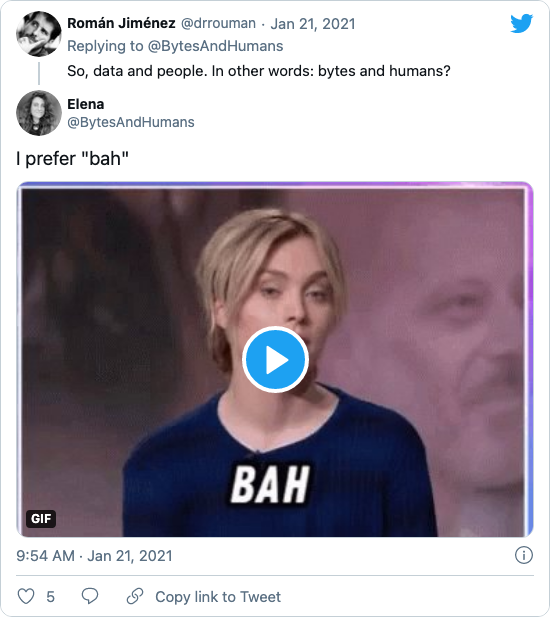 Román Jiménez @drrouman · Jan 21, 2021
Replying to @BytesAndHumans
So, data and people. In other words: bytes and humans?
Elena
@BytesAndHumans
I prefer "bah"
BAH
GIF
9:54 AM · Jan 21, 2021
5
Copy link to Tweet